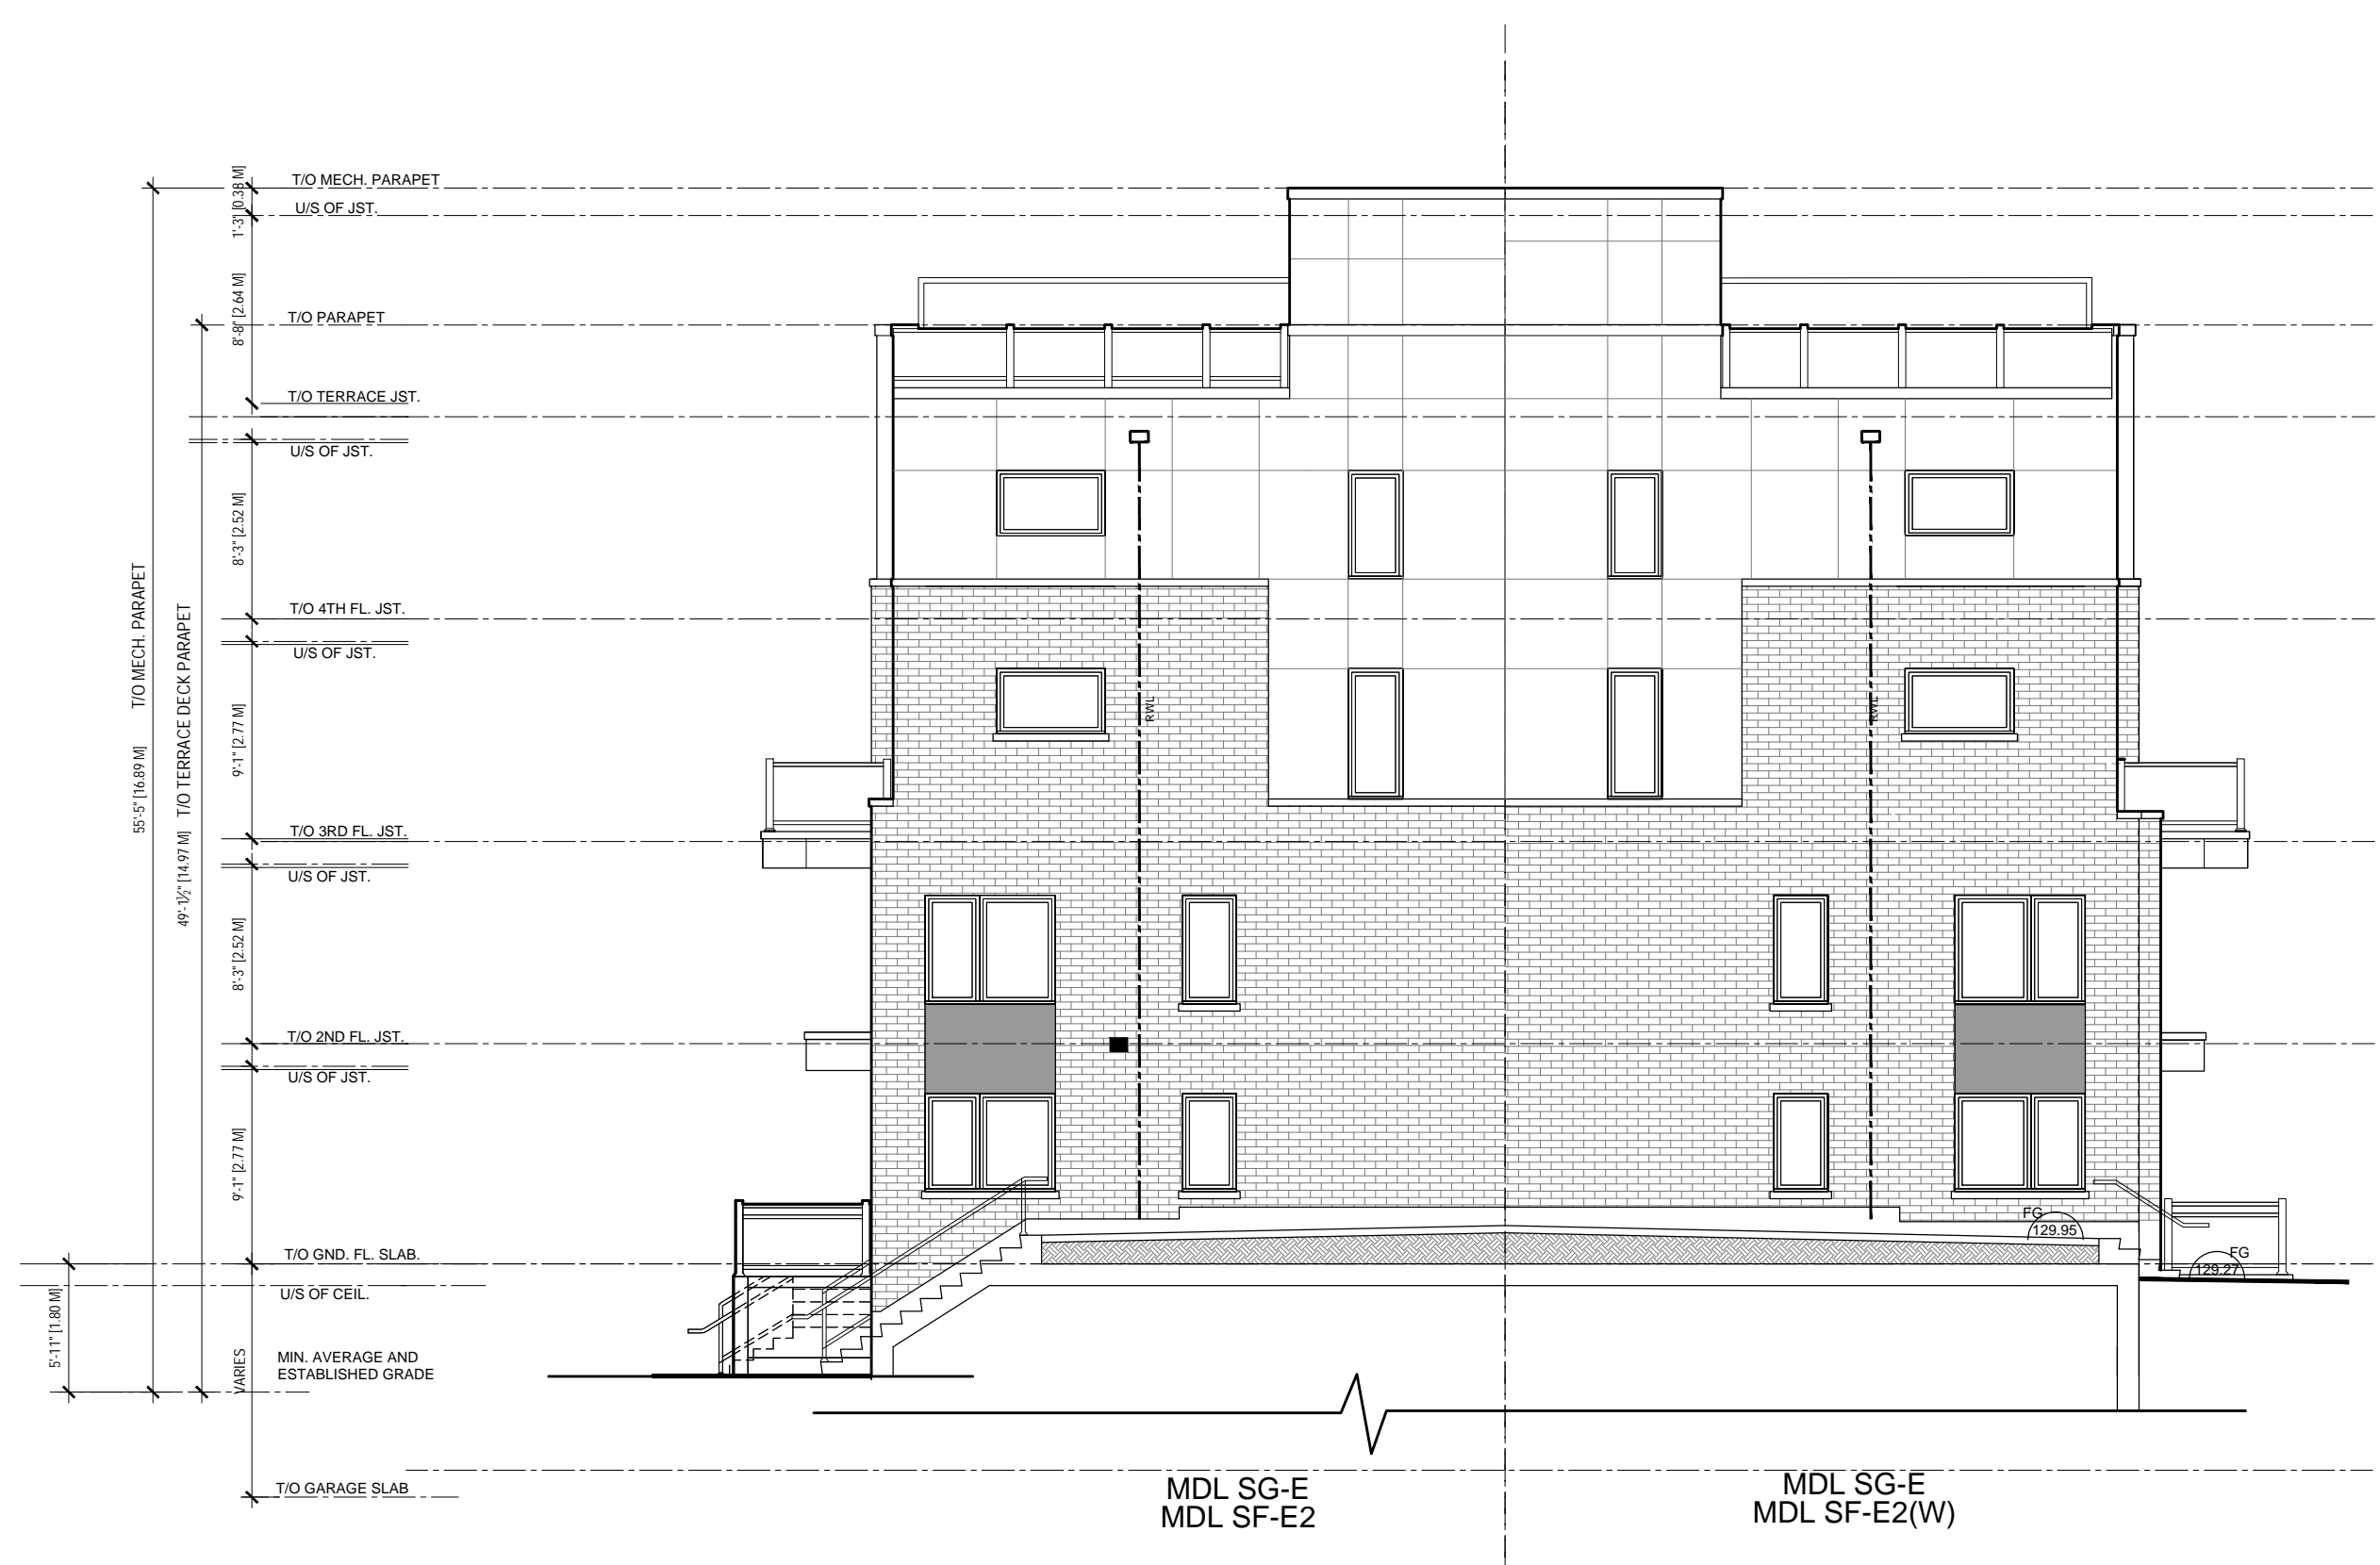 T/O MECH. PARAPET
U/S OF JST.
1'-3" [0.38 M]
8'-8" [2.64 M]
T/O PARAPET
T/O TERRACE JST.
U/S OF JST.
8'-3" [2.52 M]
T/O 4TH FL. JST.
U/S OF JST.
9'-1" [2.77 M]
T/O 3RD FL. JST.
U/S OF JST.
8'-3" [2.52 M]
T/O 2ND FL. JST.
U/S OF JST.
9'-1" [2.77 M]
T/O GND. FL. SLAB.
U/S OF CEIL.
VARIES
MIN. AVERAGE AND
ESTABLISHED GRADE
T/O GARAGE SLAB
55'-5" [16.89 M] T/O MECH. PARAPET
49'-1½" [14.97 M] T/O TERRACE DECK PARAPET
5'-11" [1.80 M]
RWL
RWL
FG
129.95
FG
129.27
MDL SG-E
MDL SF-E2
MDL SG-E
MDL SF-E2(W)